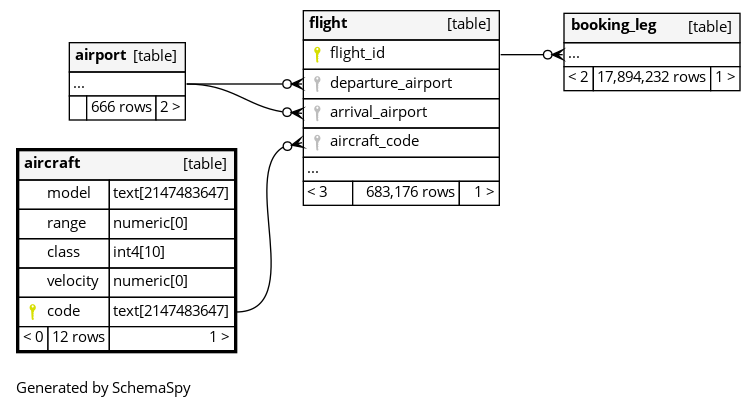 flight [table]
flight_id
departure_airport
arrival_airport
aircraft_code
...
< 3 683,176 rows 1 >
booking_leg [table]
...
< 2 17,894,232 rows 1 >
airport [table]
...
666 rows 2 >
aircraft [table]
model text[2147483647]
range numeric[0]
class int4[10]
velocity numeric[0]
code text[2147483647]
< 0 12 rows 1 >
Generated by SchemaSpy